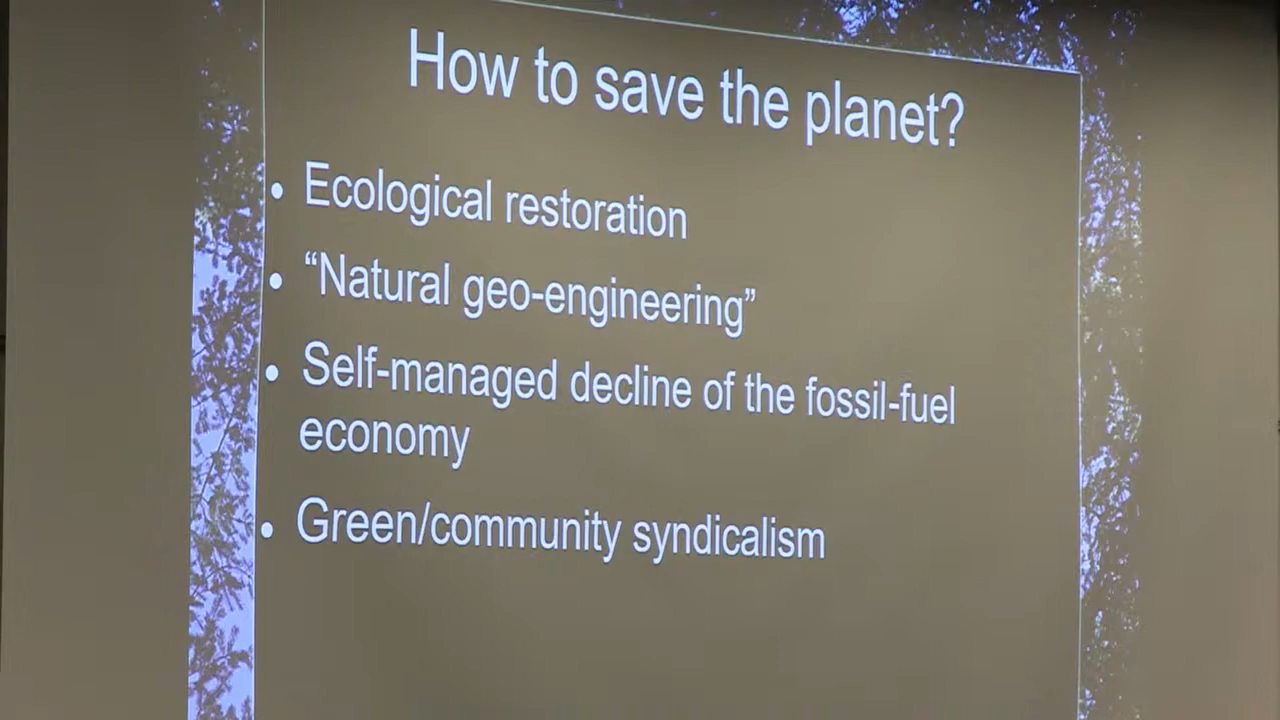 How to save the planet?
• Ecological restoration
• “Natural geo-engineering”
• Self-managed decline of the fossil-fuel
economy
• Green/community syndicalism